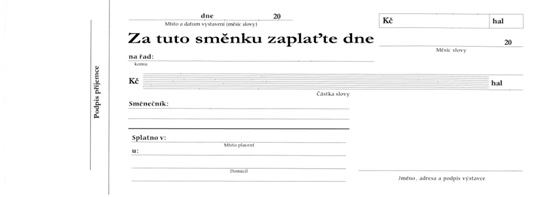 dne 20
Místo a datum vystavení (měsíc slovy)
Kč hal
Za tuto směnku zaplaťte dne 20
Měsíc slovy
na řad:
komu
Kč hal
Částka slovy
Směnečník:
Splatno v:
Místo placení
u:
Domicil
Jméno, adresa a podpis výstavce
Podpis příjemce